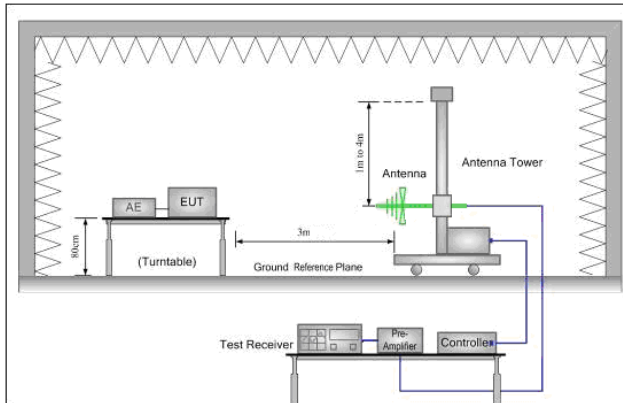 1m to 4m
Antenna
Antenna Tower
AE
EUT
80cm
(Turntable)
3m
Ground Reference Plane
Test Receiver
Pre-
Amplifier
Controller